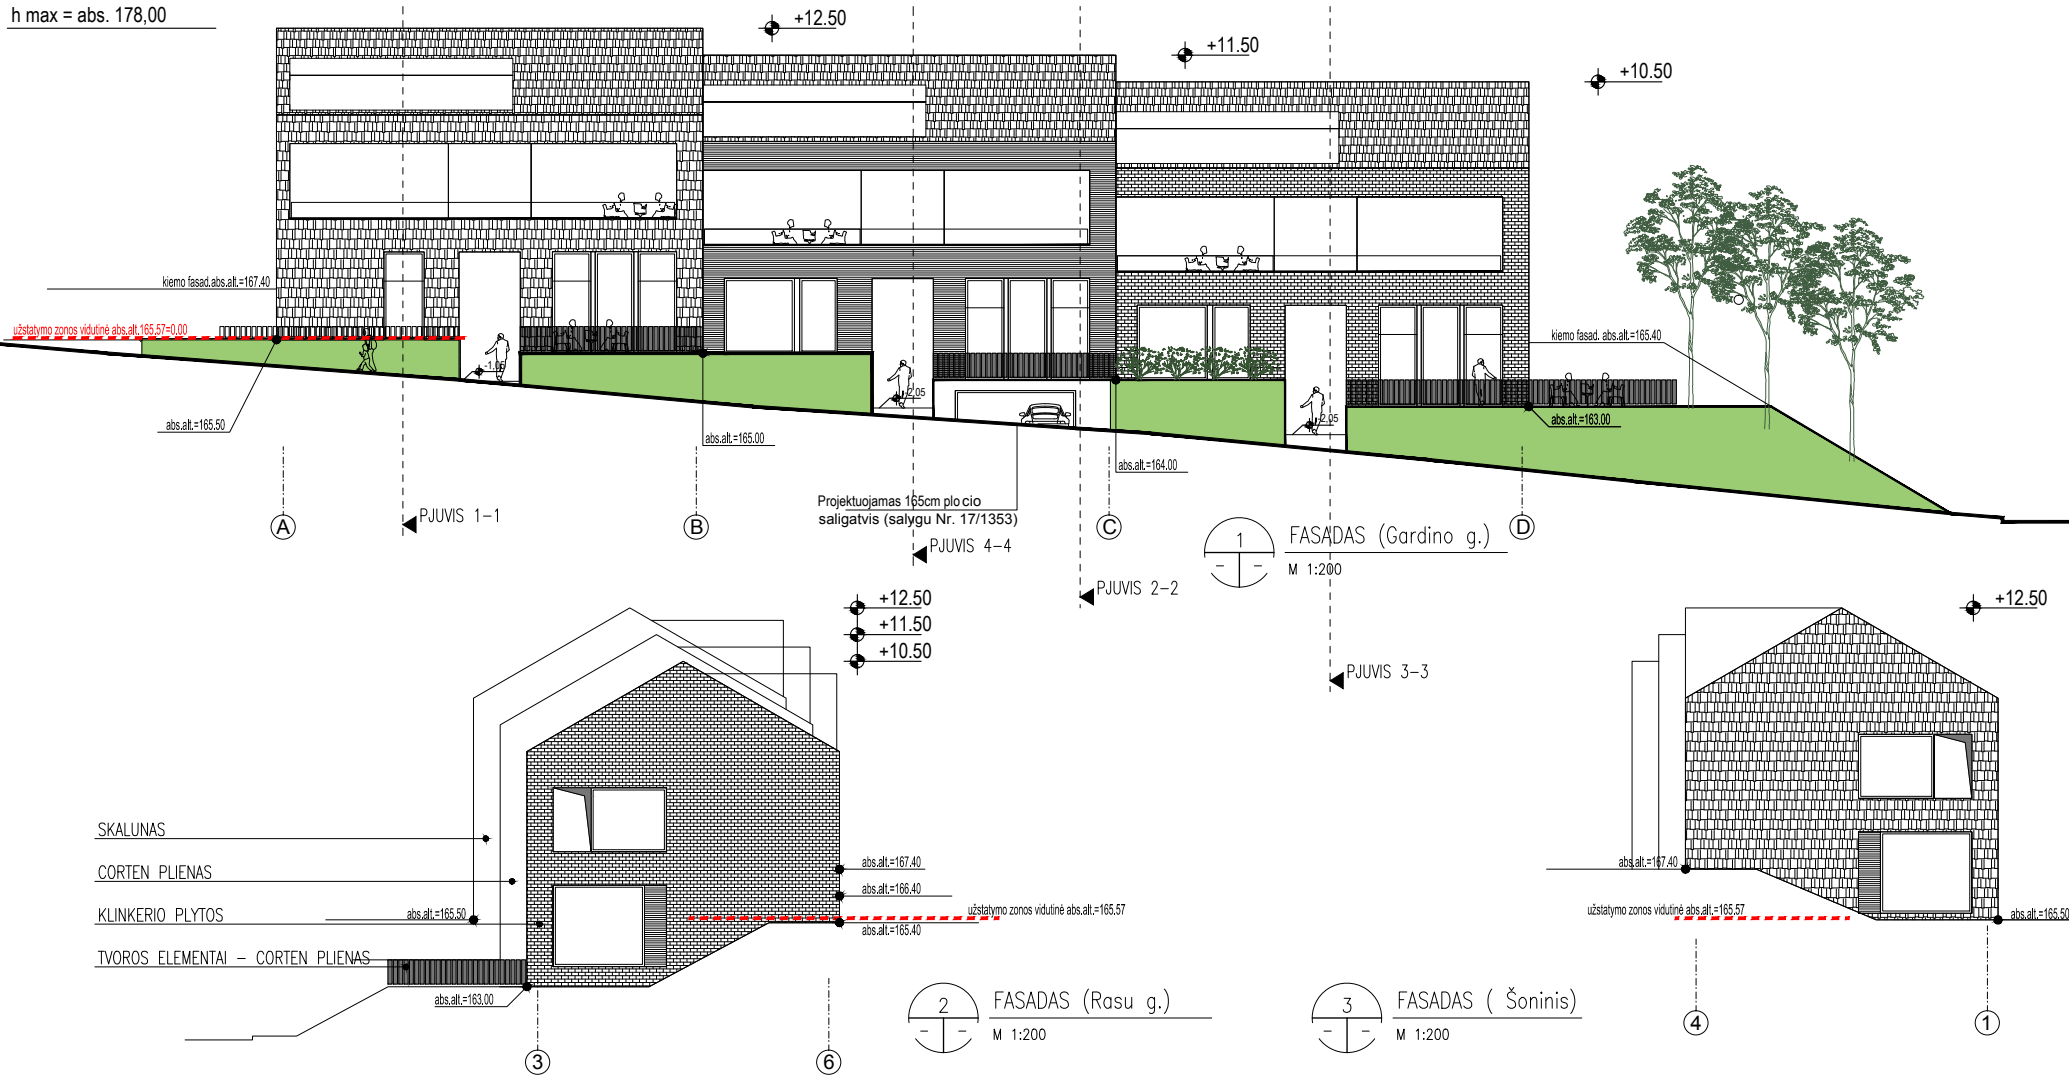 h max = abs. 178,00
+12.50
+11.50
+10.50
kiemo fasad.abs.alt.=167.40
užstatymo zonos vidutinė abs.alt.165.57=0.00
kiemo fasad. abs.alt.=165.40
-1.05
-2.05
-2.05
abs.alt.=165.50
abs.alt.=165.00
abs.alt.=164.00
abs.alt.=163.00
Projektuojamas 165cm plocio
saligatvis (salygu Nr. 17/1353)
A
PJUVIS 1-1
B
PJUVIS 4-4
C
PJUVIS 2-2
D
PJUVIS 3-3
1
FASADAS (Gardino g.)
M 1:200
+12.50
+11.50
+10.50
SKALUNAS
CORTEN PLIENAS
KLINKERIO PLYTOS
TVOROS ELEMENTAI - CORTEN PLIENAS
abs.alt.=165.50
abs.alt.=163.00
abs.alt.=167.40
abs.alt.=166.40
užstatymo zonos vidutinė abs.alt.=165.57
abs.alt.=165.40
3
6
2
FASADAS (Rasu g.)
M 1:200
+12.50
abs.alt.=167.40
užstatymo zonos vidutinė abs.alt.=165.57
abs.alt.=165.50
4
1
3
FASADAS ( Šoninis)
M 1:200